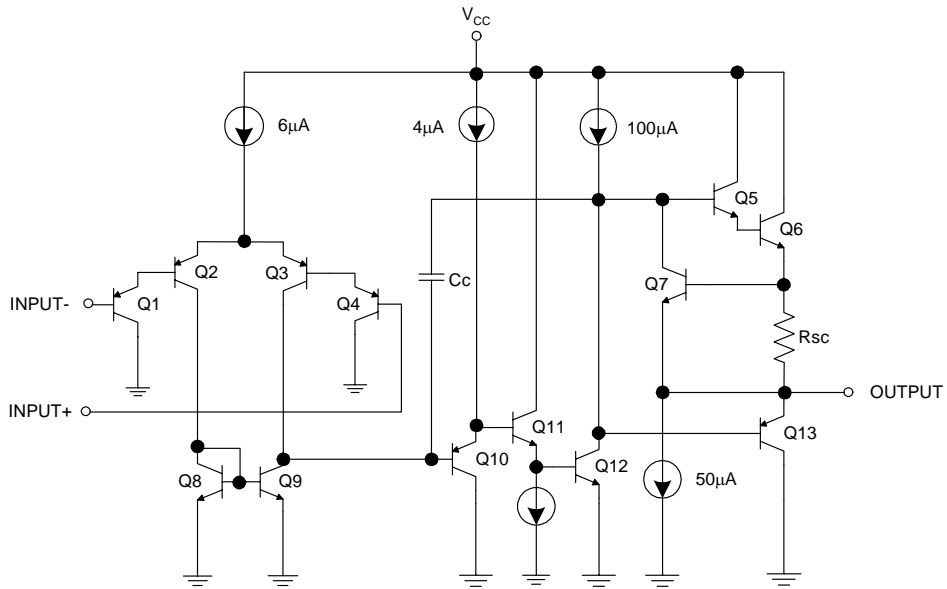 VCC
6μA
4μA
100μA
Q5
Q6
Q2
Q3
Cc
Q7
INPUT-
Q1
Q4
Rsc
INPUT+
OUTPUT
Q11
Q13
Q8
Q9
Q10
Q12
50μA